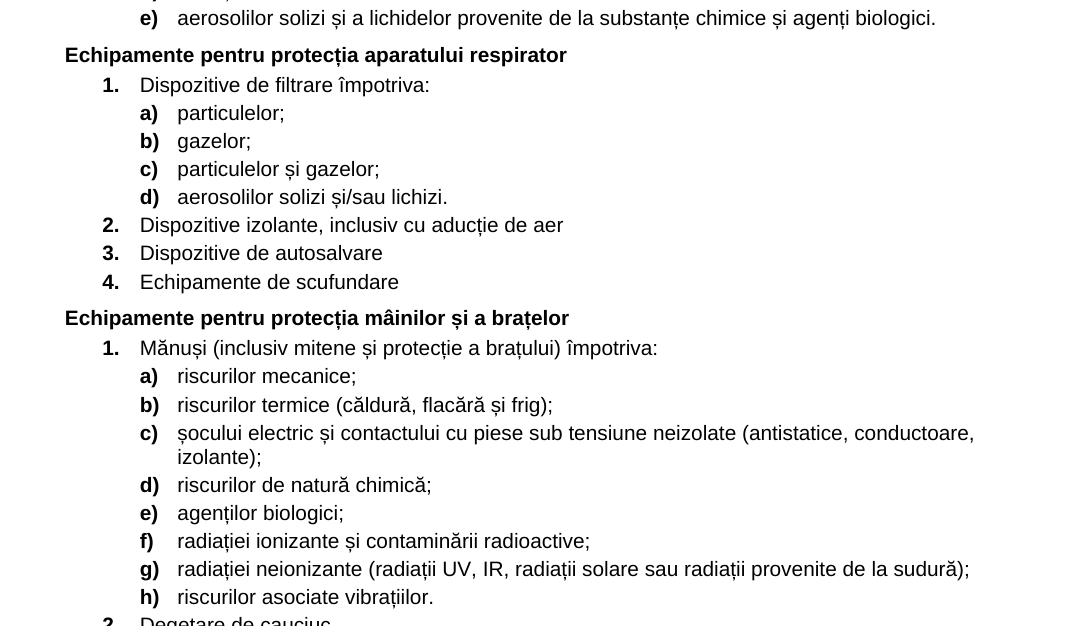 e) aerosolilor solizi și a lichidelor provenite de la substanțe chimice și agenți biologici.
Echipamente pentru protecția aparatului respirator
1. Dispozitive de filtrare împotriva:
a) particulelor;
b) gazelor;
c) particulelor și gazelor;
d) aerosolilor solizi și/sau lichizi.
2. Dispozitive izolante, inclusiv cu aducție de aer
3. Dispozitive de autosalvare
4. Echipamente de scufundare
Echipamente pentru protecția mâinilor și a brațelor
1. Mănuși (inclusiv mitene și protecție a brațului) împotriva:
a) riscurilor mecanice;
b) riscurilor termice (căldură, flacără și frig);
c) șocului electric și contactului cu piese sub tensiune neizolate (antistatice, conductoare,
izolante);
d) riscurilor de natură chimică;
e) agenților biologici;
f) radiației ionizante și contaminării radioactive;
g) radiației neionizante (radiații UV, IR, radiații solare sau radiații provenite de la sudură);
h) riscurilor asociate vibrațiilor.
2. Degetare de cauciuc